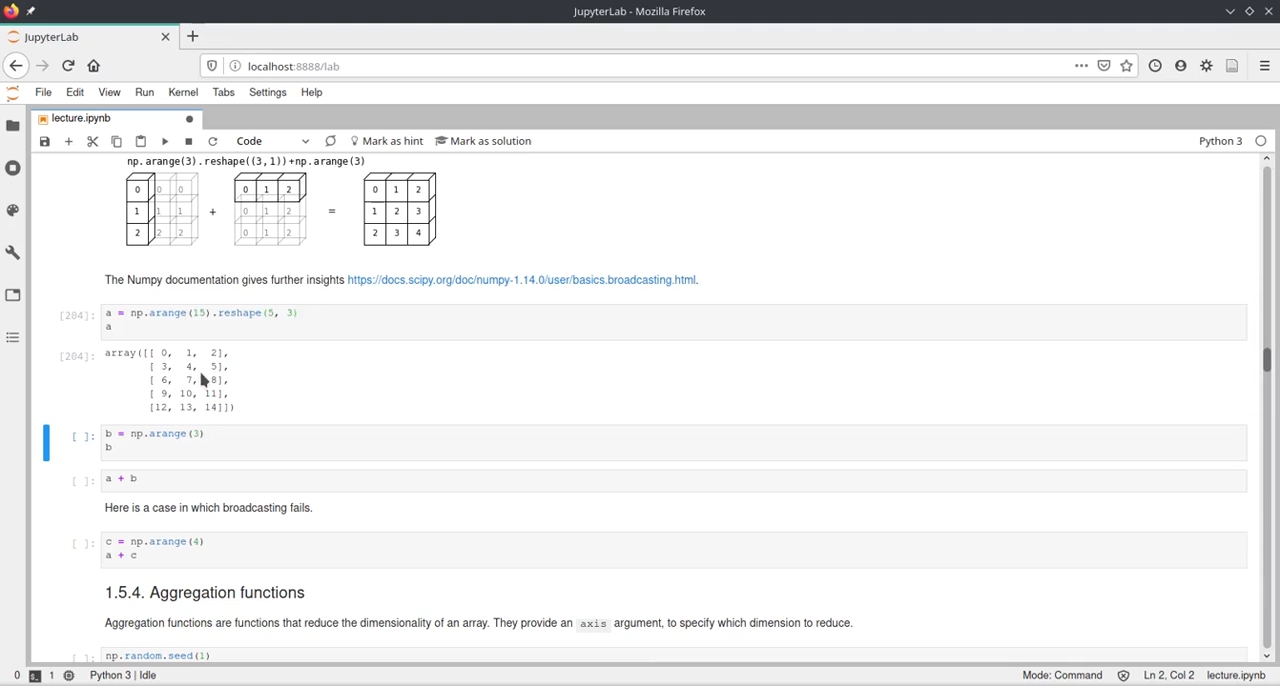 JupyterLab - Mozilla Firefox
JupyterLab
localhost:8888/lab
File Edit View Run Kernel Tabs Settings Help
lecture.ipynb
Code Mark as hint Mark as solution Python 3
np.arange(3).reshape((3,1))+np.arange(3)
0 0 0 0 1 2 0 1 2
1 1 1 + 0 1 2 = 1 2 3
2 2 2 0 1 2 2 3 4
The Numpy documentation gives further insights https://docs.scipy.org/doc/numpy-1.14.0/user/basics.broadcasting.html.
[204]: a = np.arange(15).reshape(5, 3)
a
[204]: array([[ 0, 1, 2],
[ 3, 4, 5],
[ 6, 7, 8],
[ 9, 10, 11],
[12, 13, 14]])
[ ]: b = np.arange(3)
b
[ ]: a + b
Here is a case in which broadcasting fails.
[ ]: c = np.arange(4)
a + c
1.5.4. Aggregation functions
Aggregation functions are functions that reduce the dimensionality of an array. They provide an axis argument, to specify which dimension to reduce.
[ ]: np.random.seed(1)
0 1 Python 3 | Idle Mode: Command Ln 2, Col 2 lecture.ipynb